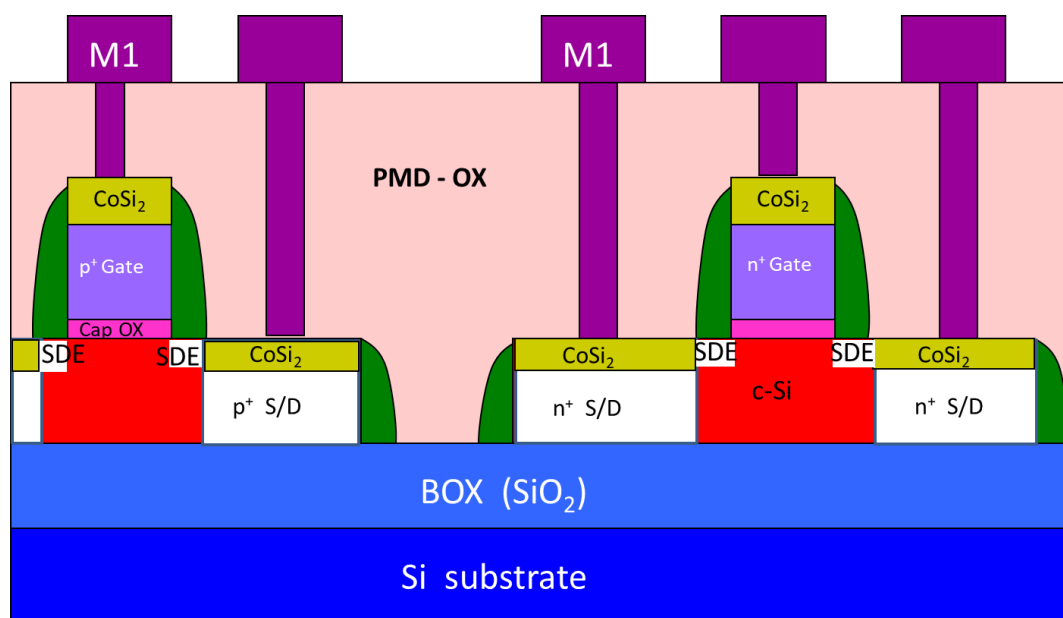 M1
M1
PMD - OX
CoSi₂
CoSi₂
p⁺ Gate
n⁺ Gate
Cap OX
SDE
SDE
CoSi₂
CoSi₂
SDE
SDE
CoSi₂
c-Si
p⁺ S/D
n⁺ S/D
n⁺ S/D
BOX (SiO₂)
Si substrate